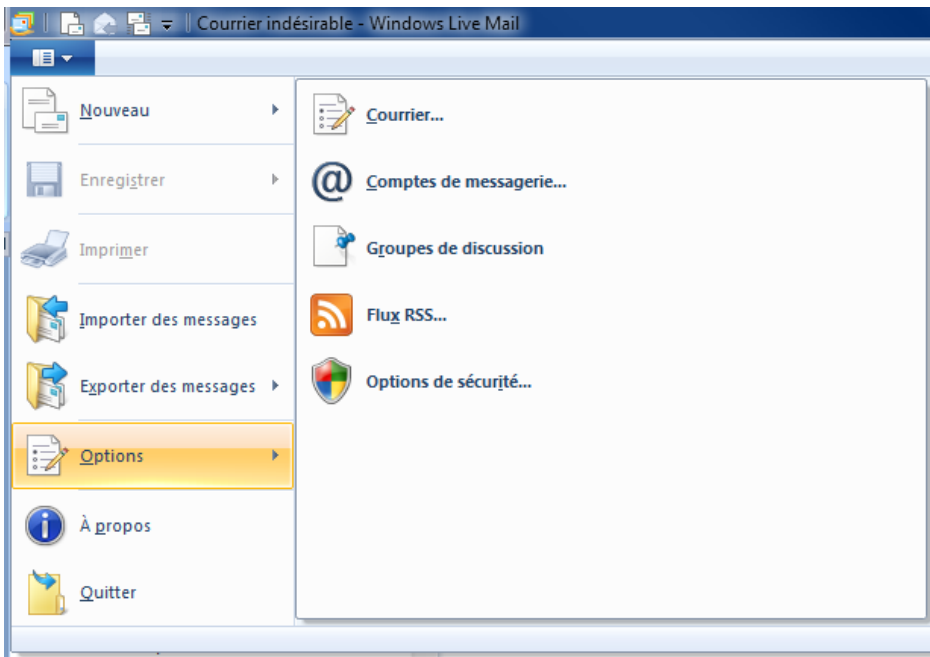 Courrier indésirable - Windows Live Mail
Nouveau
Enregistrer
Imprimer
Importer des messages
Exporter des messages
Options
À propos
Quitter
Courrier...
@
Comptes de messagerie...
Groupes de discussion
Flux RSS...
Options de sécurité...